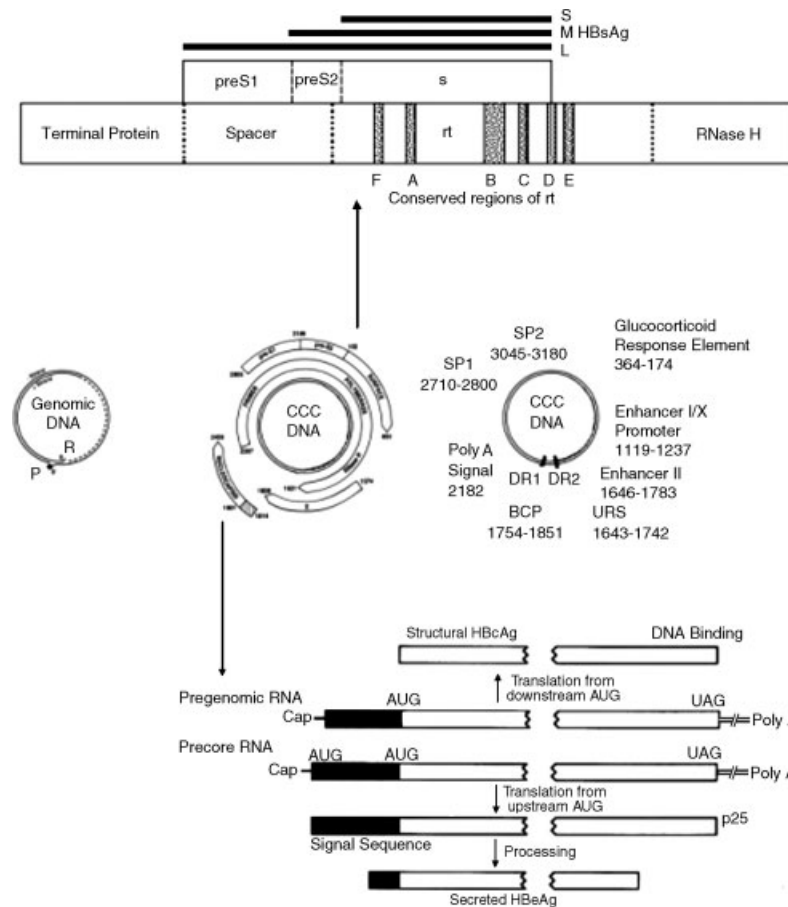 S
M HBsAg
L
preS1
preS2
s
Terminal Protein
Spacer
rt
RNase H
F
A
B
C
D
E
Conserved regions of rt
Genomic
DNA
R
P
CCC
DNA
SP2
3045-3180
SP1
2710-2800
Glucocorticoid
Response Element
364-174
CCC
DNA
Enhancer I/X
Promoter
1119-1237
Poly A
Signal
2182
DR1
DR2
Enhancer II
1646-1783
BCP
1754-1851
URS
1643-1742
Structural HBcAg
DNA Binding
Translation from
downstream AUG
Pregenomic RNA
AUG
UAG
Cap
Poly A
Precore RNA
AUG
AUG
UAG
Cap
Poly A
Translation from
upstream AUG
p25
Signal Sequence
Processing
Secreted HBeAg